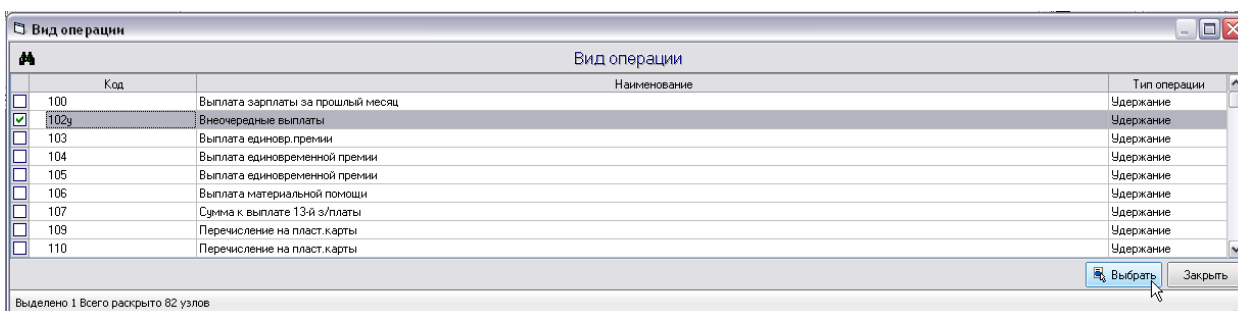 Вид операции
Вид операции
Код Наименование Тип операции
100 Выплата зарплаты за прошлый месяц Удержание
102у Внеочередные выплаты Удержание
103 Выплата единовр.премии Удержание
104 Выплата единовременной премии Удержание
105 Выплата единовременной премии Удержание
106 Выплата материальной помощи Удержание
107 Сумма к выплате 13-й з/платы Удержание
109 Перечисление на пласт.карты Удержание
110 Перечисление на пласт.карты Удержание
Выбрать Закрыть
Выделено 1 Всего раскрыто 82 узлов